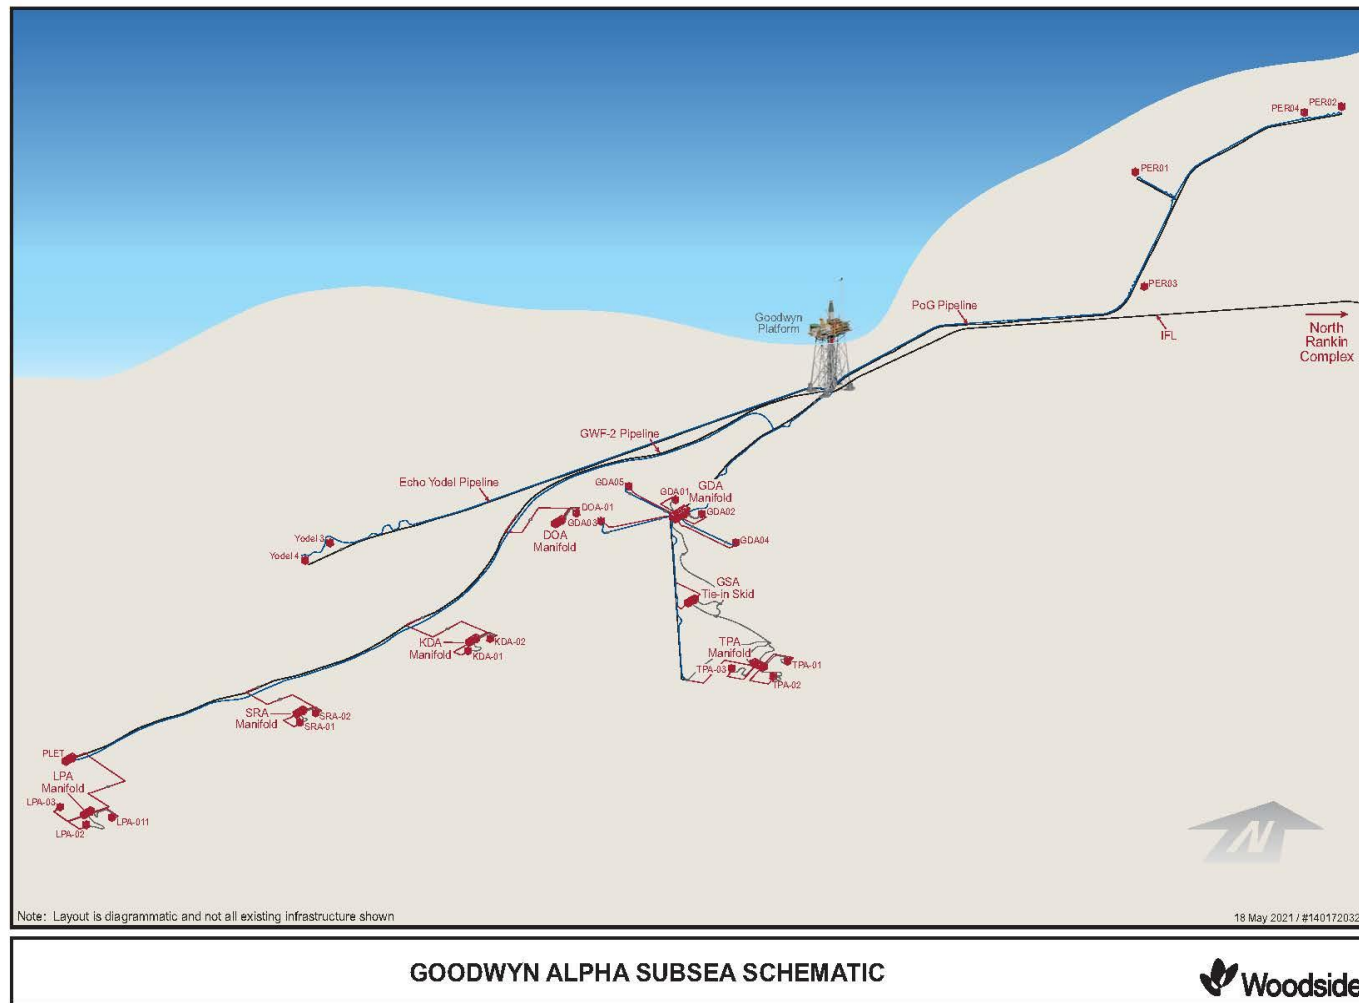 PER04
PER02
PER01
PER03
PoG Pipeline
IFL
North
Rankin
Complex
Goodwyn
Platform
GWF-2 Pipeline
Echo Yodel Pipeline
GDA05
GDA01
GDA
Manifold
GDA02
GDA03
GDA04
DOA-01
DOA
Manifold
Yodel 3
Yodel 4
GSA
Tie-in Skid
KDA
Manifold
KDA-02
KDA-01
TPA
Manifold
TPA-03
TPA-01
TPA-02
SRA
Manifold
SRA-02
SRA-01
PLET
LPA
Manifold
LPA-03
LPA-02
LPA-011
N
Note: Layout is diagrammatic and not all existing infrastructure shown
18 May 2021 / #140172032
GOODWYN ALPHA SUBSEA SCHEMATIC
Woodside